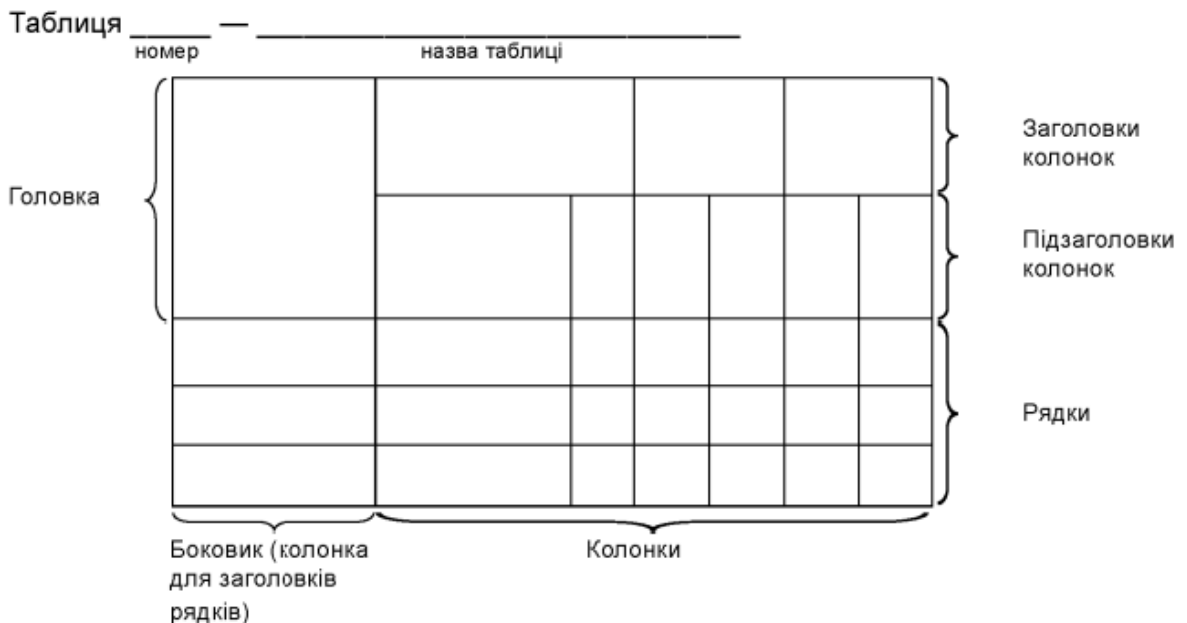 Таблиця _____ — ______________________________
номер назва таблиці
Заголовки
колонок
Головка
Підзаголовки
колонок
Рядки
Боковик (колонка
для заголовків
рядків)
Колонки